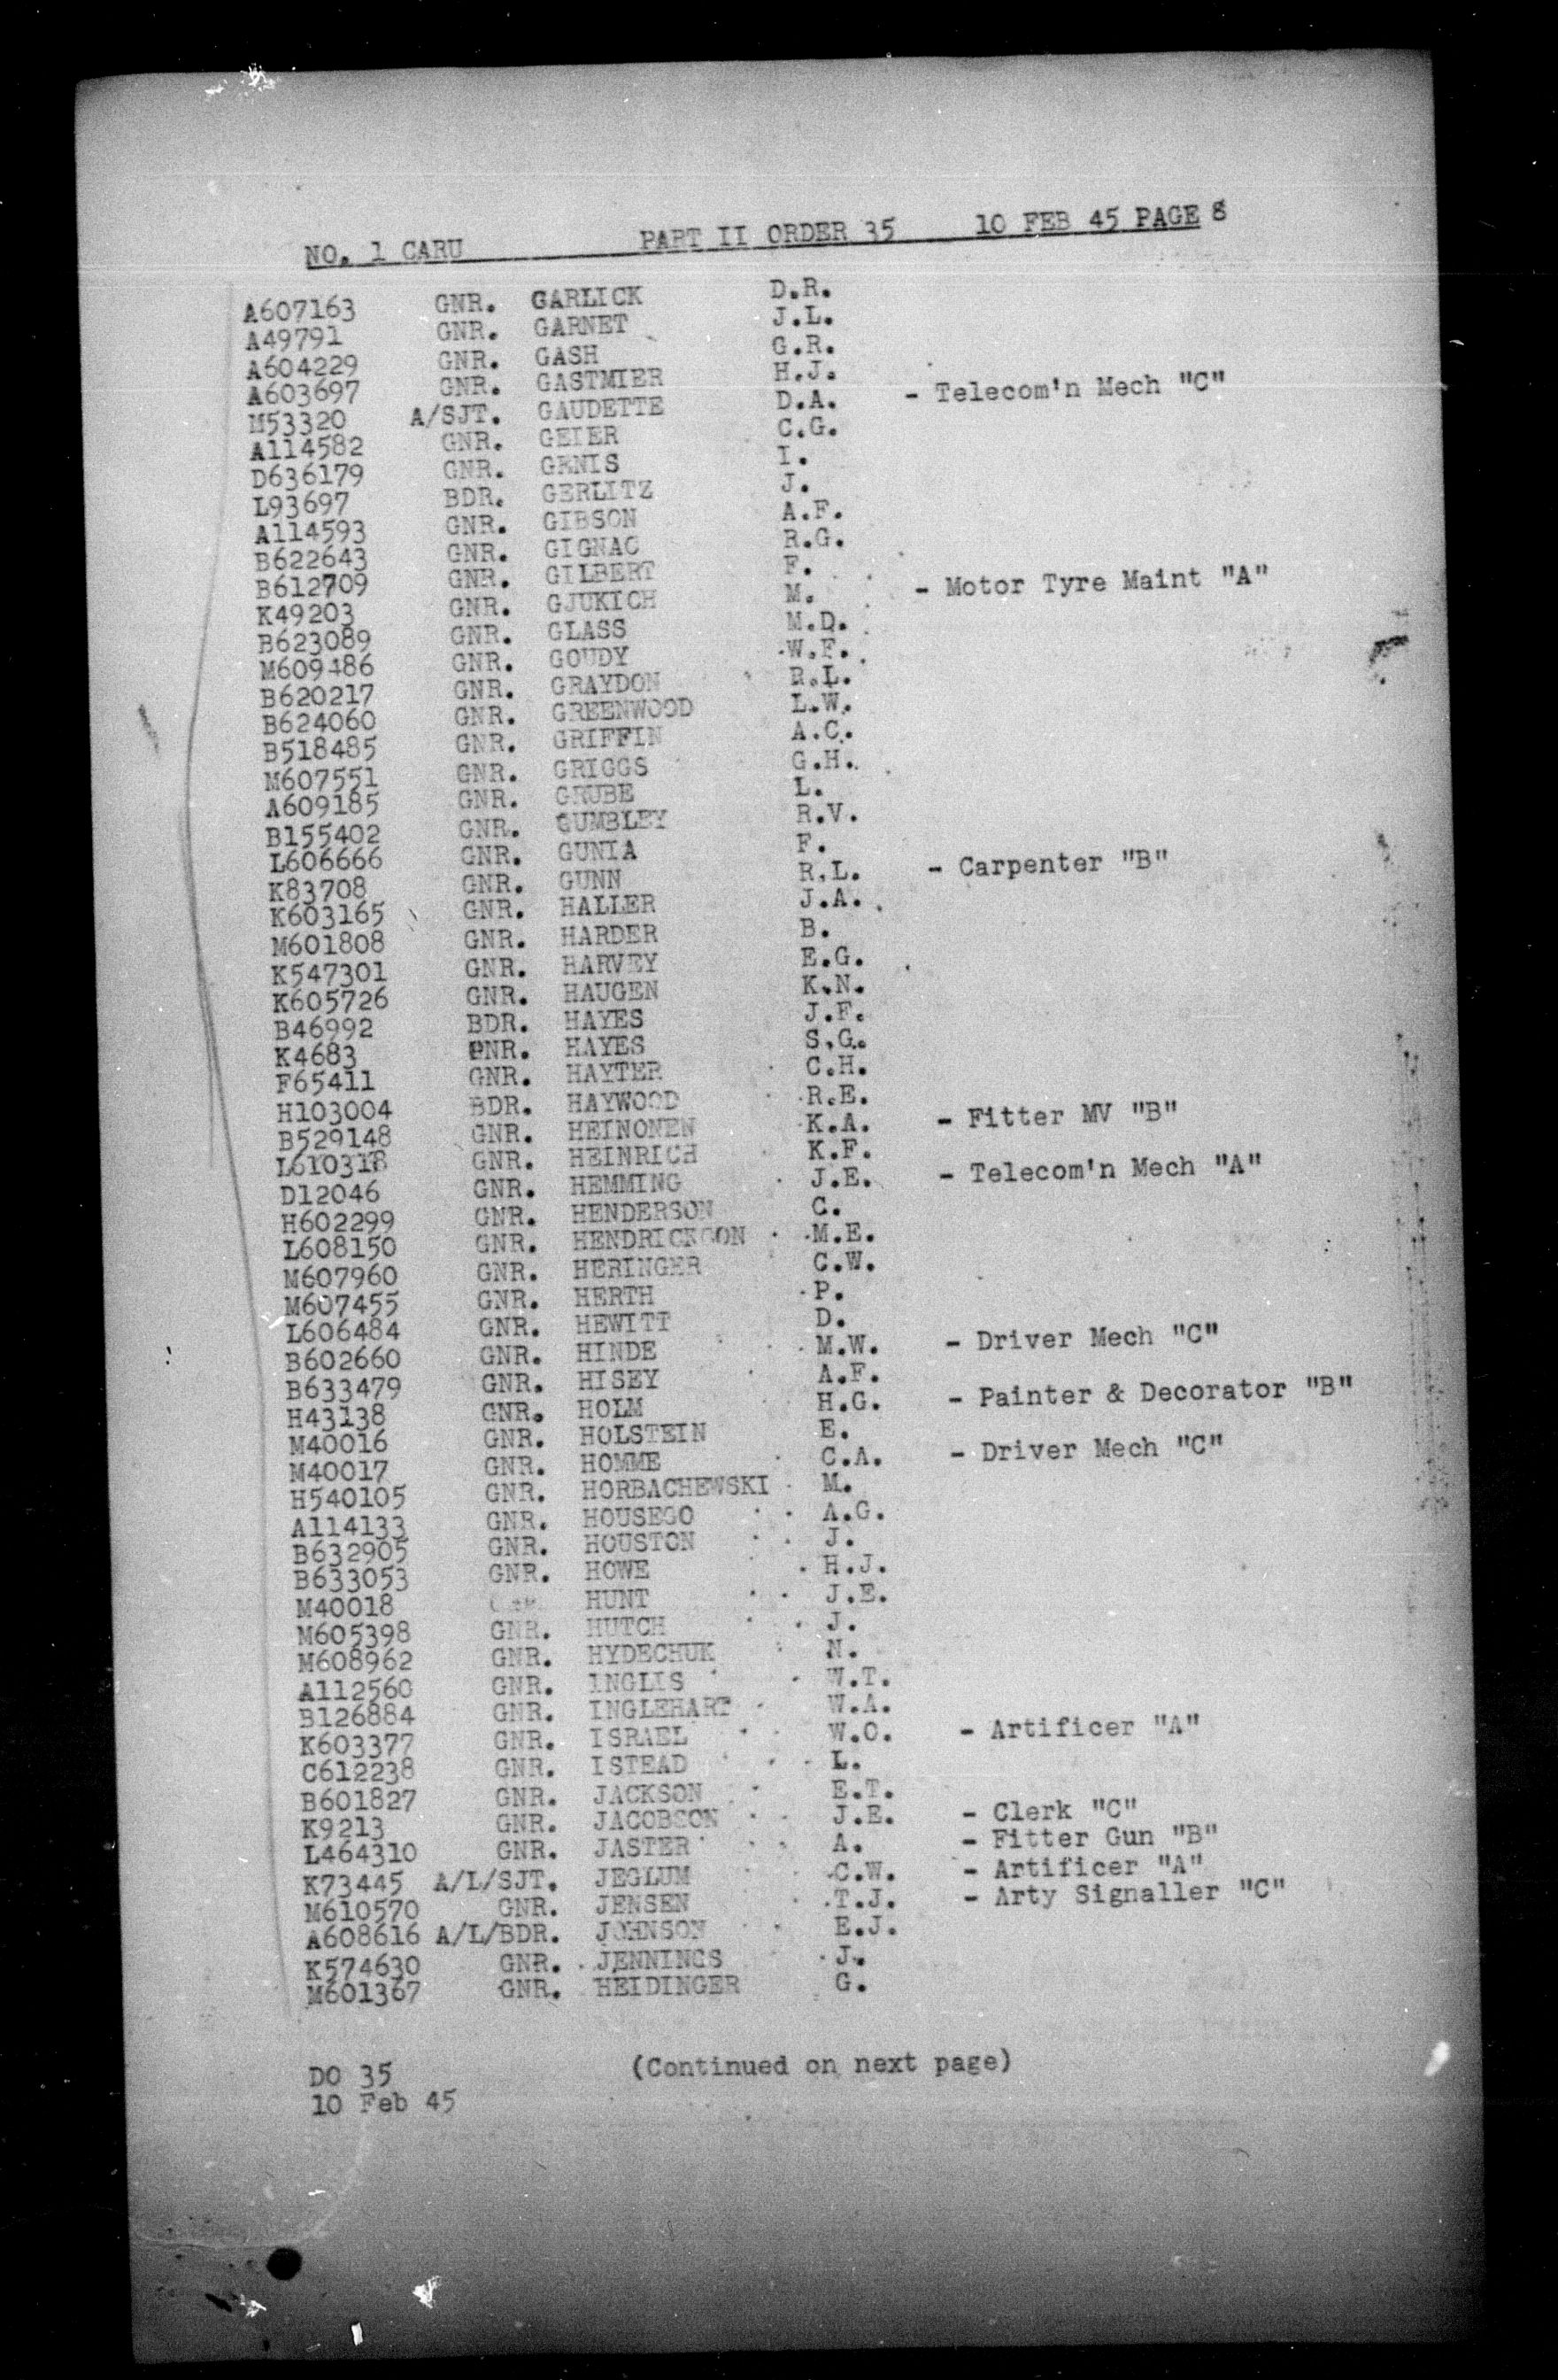 NO. 1 CARU PART II ORDER 35 10 FEB 45 PAGE 8
A607163 GNR. GARLICK D.R.
A49791 GNR. GARNET J.L.
A604229 GNR. GASH G.R.
A603697 GNR. GASTMIER H.J.
M53320 A/SJT. GAUDETTE D.A. - Telecom'n Mech "C"
A114582 GNR. GEIER C.G.
D636179 GNR. GENIS I.
L93697 BDR. GERLITZ J.
A114593 GNR. GIBSON A.F.
B622643 GNR. GIGNAC R.G.
B612709 GNR. GILBERT F.
K49203 GNR. GJUKICH M. - Motor Tyre Maint "A"
B623089 GNR. GLASS M.D.
M609486 GNR. GOUDY W.F.
B620217 GNR. GRAYDON R.L.
B624060 GNR. GREENWOOD L.W.
B518485 GNR. GRIFFIN A.C.
M607551 GNR. GRIGGS G.H.
A609185 GNR. GRUBE L.
B155402 GNR. GUMBLEY R.V.
L606666 GNR. GUNIA F.
K83708 GNR. GUNN R.L. - Carpenter "B"
K603165 GNR. HALLER J.A.
M601808 GNR. HARDER B.
K547301 GNR. HARVEY E.G.
K605726 GNR. HAUGEN K.N.
B46992 BDR. HAYES J.F.
K4683 GNR. HAYES S.G.
F65411 GNR. HAYTER C.H.
H103004 BDR. HAYWOOD R.E.
B529148 GNR. HEINONEN K.A. - Fitter MV "B"
L610318 GNR. HEINRICH K.F.
D12046 GNR. HEMMING J.E. - Telecom'n Mech "A"
H602299 GNR. HENDERSON C.
L608150 GNR. HENDRICKSON M.E.
M607960 GNR. HERINGER C.W.
M607455 GNR. HERTH P.
L606484 GNR. HEWITT D.
B602660 GNR. HINDE M.W. - Driver Mech "C"
B633479 GNR. HISEY A.F.
H43138 GNR. HOLM H.G. - Painter & Decorator "B"
M40016 GNR. HOLSTEIN E.
M40017 GNR. HOMME C.A. - Driver Mech "C"
H540105 GNR. HORBACHEWSKI M.
A114133 GNR. HOUSEGO A.G.
B632905 GNR. HOUSTON J.
B633053 GNR. HOWE H.J.
M40018 HUNT J.E.
M605398 GNR. HUTCH J.
M608962 GNR. HYDECHUK N.
A112560 GNR. INGLIS W.T.
B126884 GNR. INGLEHART W.A.
K603377 GNR. ISRAEL W.O. - Artificer "A"
C612238 GNR. ISTEAD L.
B601827 GNR. JACKSON E.T.
K9213 GNR. JACOBSON J.E. - Clerk "C"
L464310 GNR. JASTER A. - Fitter Gun "B"
K73445 A/L/SJT. JEGLUM C.W. - Artificer "A"
M610570 GNR. JENSEN T.J. - Arty Signaller "C"
A608616 A/L/BDR. JOHNSON E.J.
K574630 GNR. JENNINGS J.
M601367 GNR. HEIDINGER G.
DO 35 (Continued on next page)
10 Feb 45